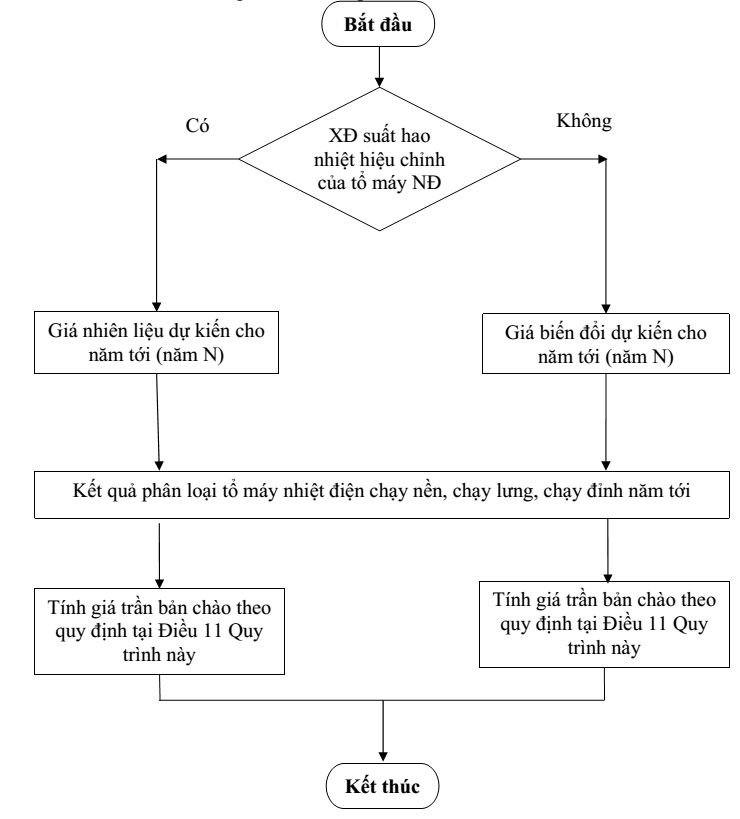 Bắt đầu
Có
Không
XĐ suất hao
nhiệt hiệu chỉnh
của tổ máy NĐ
Giá nhiên liệu dự kiến cho
năm tới (năm N)
Giá biến đổi dự kiến cho
năm tới (năm N)
Kết quả phân loại tổ máy nhiệt điện chạy nền, chạy lưng, chạy đỉnh năm tới
Tính giá trần bản chào theo
quy định tại Điều 11 Quy
trình này
Tính giá trần bản chào theo
quy định tại Điều 11 Quy
trình này
Kết thúc